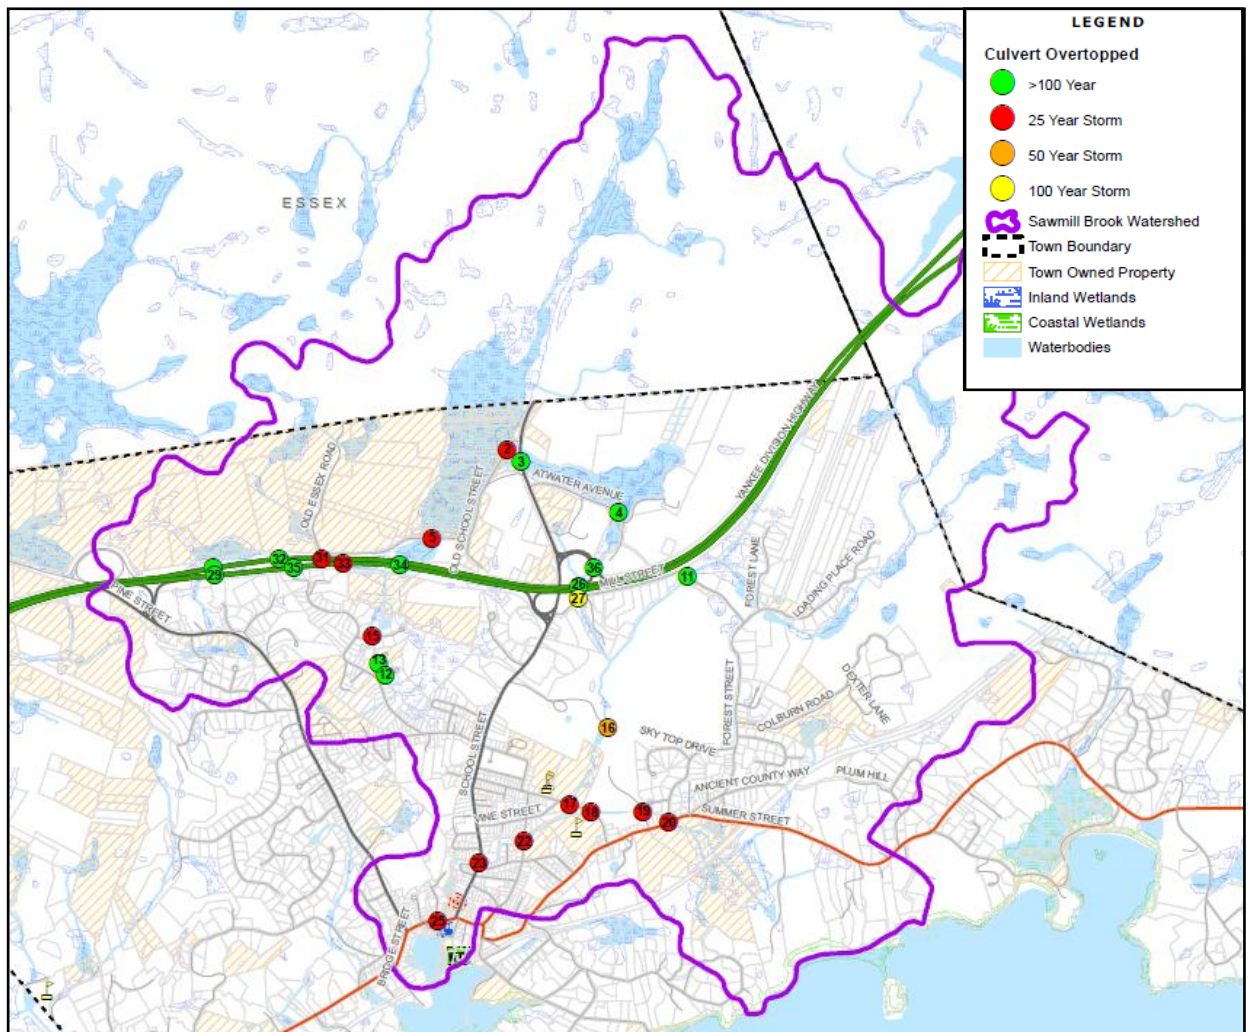 LEGEND
Culvert Overtopped
>100 Year
25 Year Storm
50 Year Storm
100 Year Storm
Sawmill Brook Watershed
Town Boundary
Town Owned Property
Inland Wetlands
Coastal Wetlands
Waterbodies
ESSEX
YANKEE DIVISION HIGHWAY
OLD ESSEX ROAD
2
3
ATWATER AVENUE
OLD SCHOOL STREET
4
5
32
31
33
34
35
29
36
26
MILL STREET
27
11
FOREST LANE
LOADING PLACE ROAD
PINE STREET
15
13
12
DEXTER LANE
FOREST STREET
COLBURN ROAD
16
SKY TOP DRIVE
SCHOOL STREET
ANCIENT COUNTY WAY
PLUM HILL
17
18
19
20
VINE STREET
SUMMER STREET
22
23
25
BRIDGE STREET